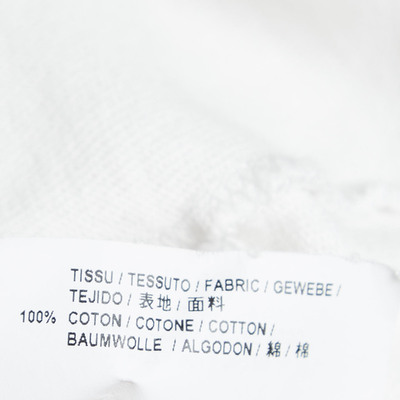 TISSU / TESSUTO / FABRIC / GEWEBE /
TEJIDO / 表地 / 面料
100% COTON / COTONE / COTTON /
BAUMWOLLE / ALGODON / 綿 / 棉